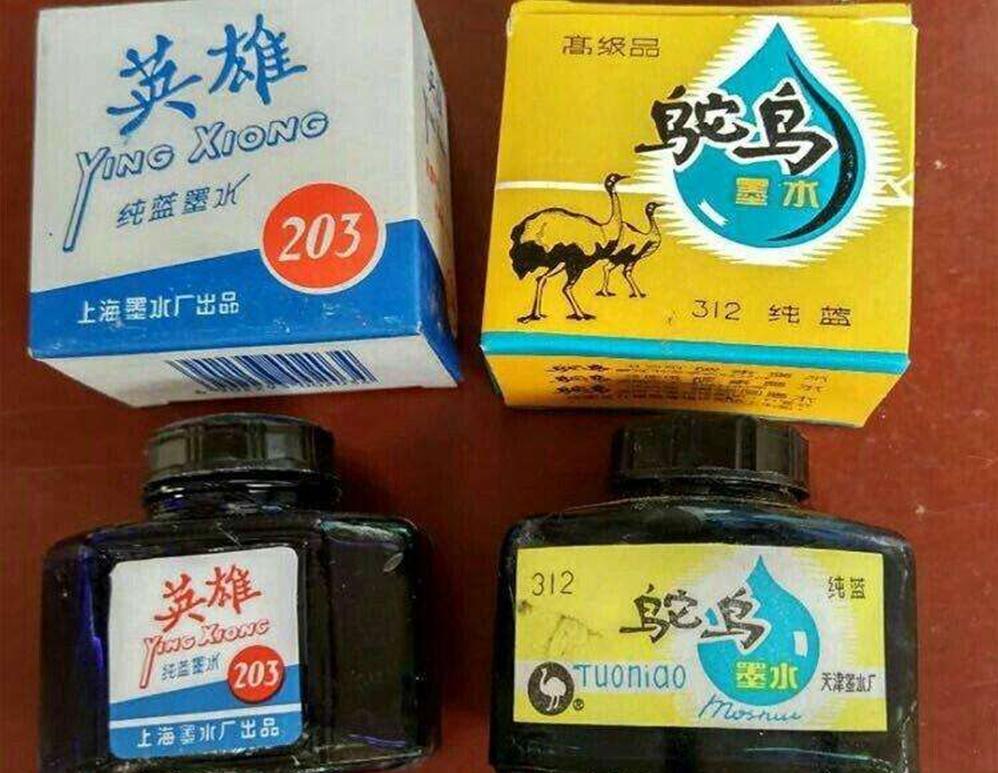 英雄
YING XIONG
纯蓝墨水
203
上海墨水厂出品
高级品
鸵鸟
墨水
312 纯蓝
英雄
YING XIONG
纯蓝墨水
203
上海墨水厂出品
312
鸵鸟
纯蓝
墨水
TUONIAO
®
天津墨水厂
Moshui